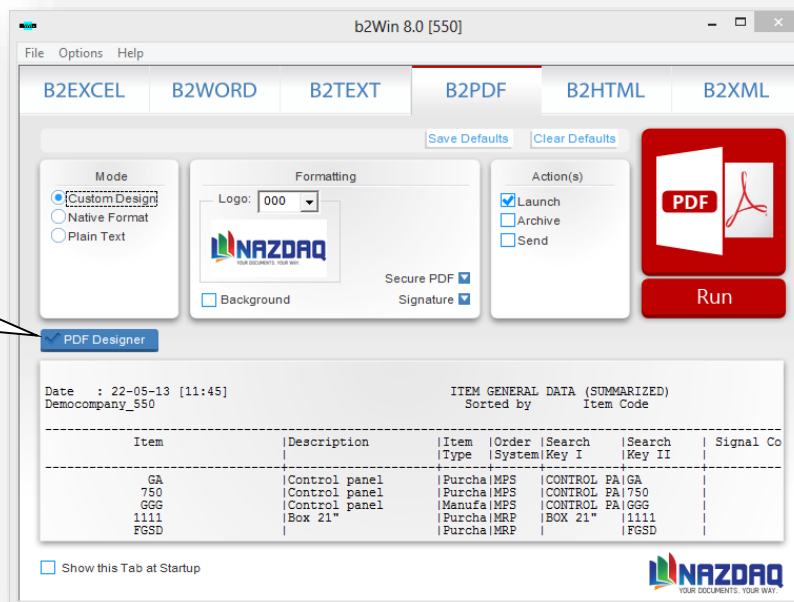 b2Win 8.0 [550]
File Options Help
B2EXCEL B2WORD B2TEXT B2PDF B2HTML B2XML
Save Defaults Clear Defaults
Mode
Custom Design
Native Format
Plain Text
Formatting
Logo: 000
NAZDAQ
YOUR DOCUMENTS. YOUR WAY.
Secure PDF
Background Signature
Action(s)
Launch
Archive
Send
PDF
Run
PDF Designer
Date : 22-05-13 [11:45] ITEM GENERAL DATA (SUMMARIZED)
Democompany_550 Sorted by Item Code
Item |Description |Item |Order |Search |Search | Signal Co
| |Type |System|Key I |Key II |
GA |Control panel |Purcha|MPS |CONTROL PA|GA |
750 |Control panel |Purcha|MPS |CONTROL PA|750 |
GGG |Control panel |Manufa|MPS |CONTROL PA|GGG |
1111 |Box 21" |Purcha|MRP |BOX 21" |1111 |
FGSD | |Purcha|MRP | |FGSD |
Show this Tab at Startup
NAZDAQ
YOUR DOCUMENTS. YOUR WAY.